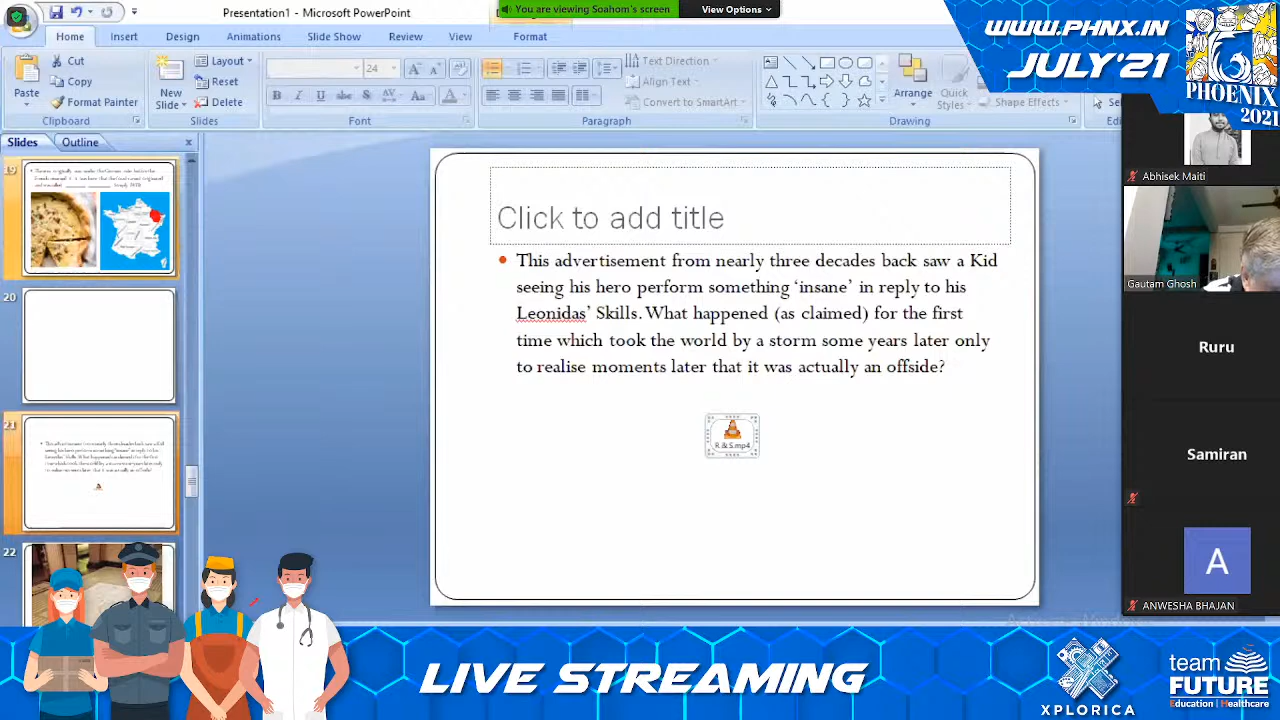 Presentation1 - Microsoft PowerPoint
You are viewing Soahom's screen
View Options
WWW.PHNX.IN
JULY'21
PHOENIX
2021
Home
Insert
Design
Animations
Slide Show
Review
View
Format
Paste
Cut
Copy
Format Painter
Clipboard
New
Slide
Layout
Reset
Delete
Slides
24
B I U abc S AV Aa A
Font
Text Direction
Align Text
Convert to SmartArt
Paragraph
Arrange
Quick
Styles
Shape Effects
Drawing
Slides
Outline
19
20
21
22
Click to add title
This advertisement from nearly three decades back saw a Kid
seeing his hero perform something ‘insane’ in reply to his
Leonidas’ Skills. What happened (as claimed) for the first
time which took the world by a storm some years later only
to realise moments later that it was actually an offside?
R & S.mp4
Abhisek Maiti
Gautam Ghosh
Ruru
Samiran
A
ANWESHA BHAJAN
LIVE STREAMING
XPLORICA
team
FUTURE
Education | Healthcare